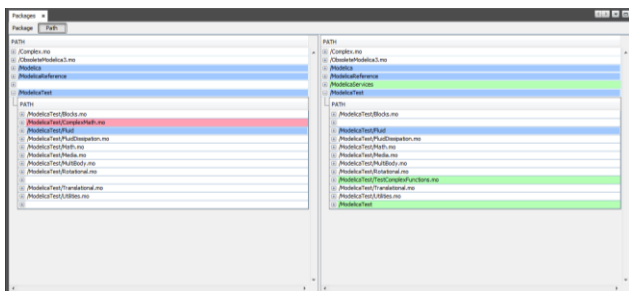 Packages ×
Package Path
PATH
/Complex.mo
/ObsoleteModelica3.mo
/Modelica
/ModelicaReference
/ModelicaTest
PATH
/ModelicaTest/Blocks.mo
/ModelicaTest/ComplexMath.mo
/ModelicaTest/Fluid
/ModelicaTest/FluidDissipation.mo
/ModelicaTest/Math.mo
/ModelicaTest/Media.mo
/ModelicaTest/MultiBody.mo
/ModelicaTest/Rotational.mo
/ModelicaTest/Translational.mo
/ModelicaTest/Utilities.mo
PATH
/Complex.mo
/ObsoleteModelica3.mo
/Modelica
/ModelicaReference
/ModelicaServices
/ModelicaTest
PATH
/ModelicaTest/Blocks.mo
/ModelicaTest/Fluid
/ModelicaTest/FluidDissipation.mo
/ModelicaTest/Math.mo
/ModelicaTest/Media.mo
/ModelicaTest/MultiBody.mo
/ModelicaTest/Rotational.mo
/ModelicaTest/TestComplexFunctions.mo
/ModelicaTest/Translational.mo
/ModelicaTest/Utilities.mo
/ModelicaTest